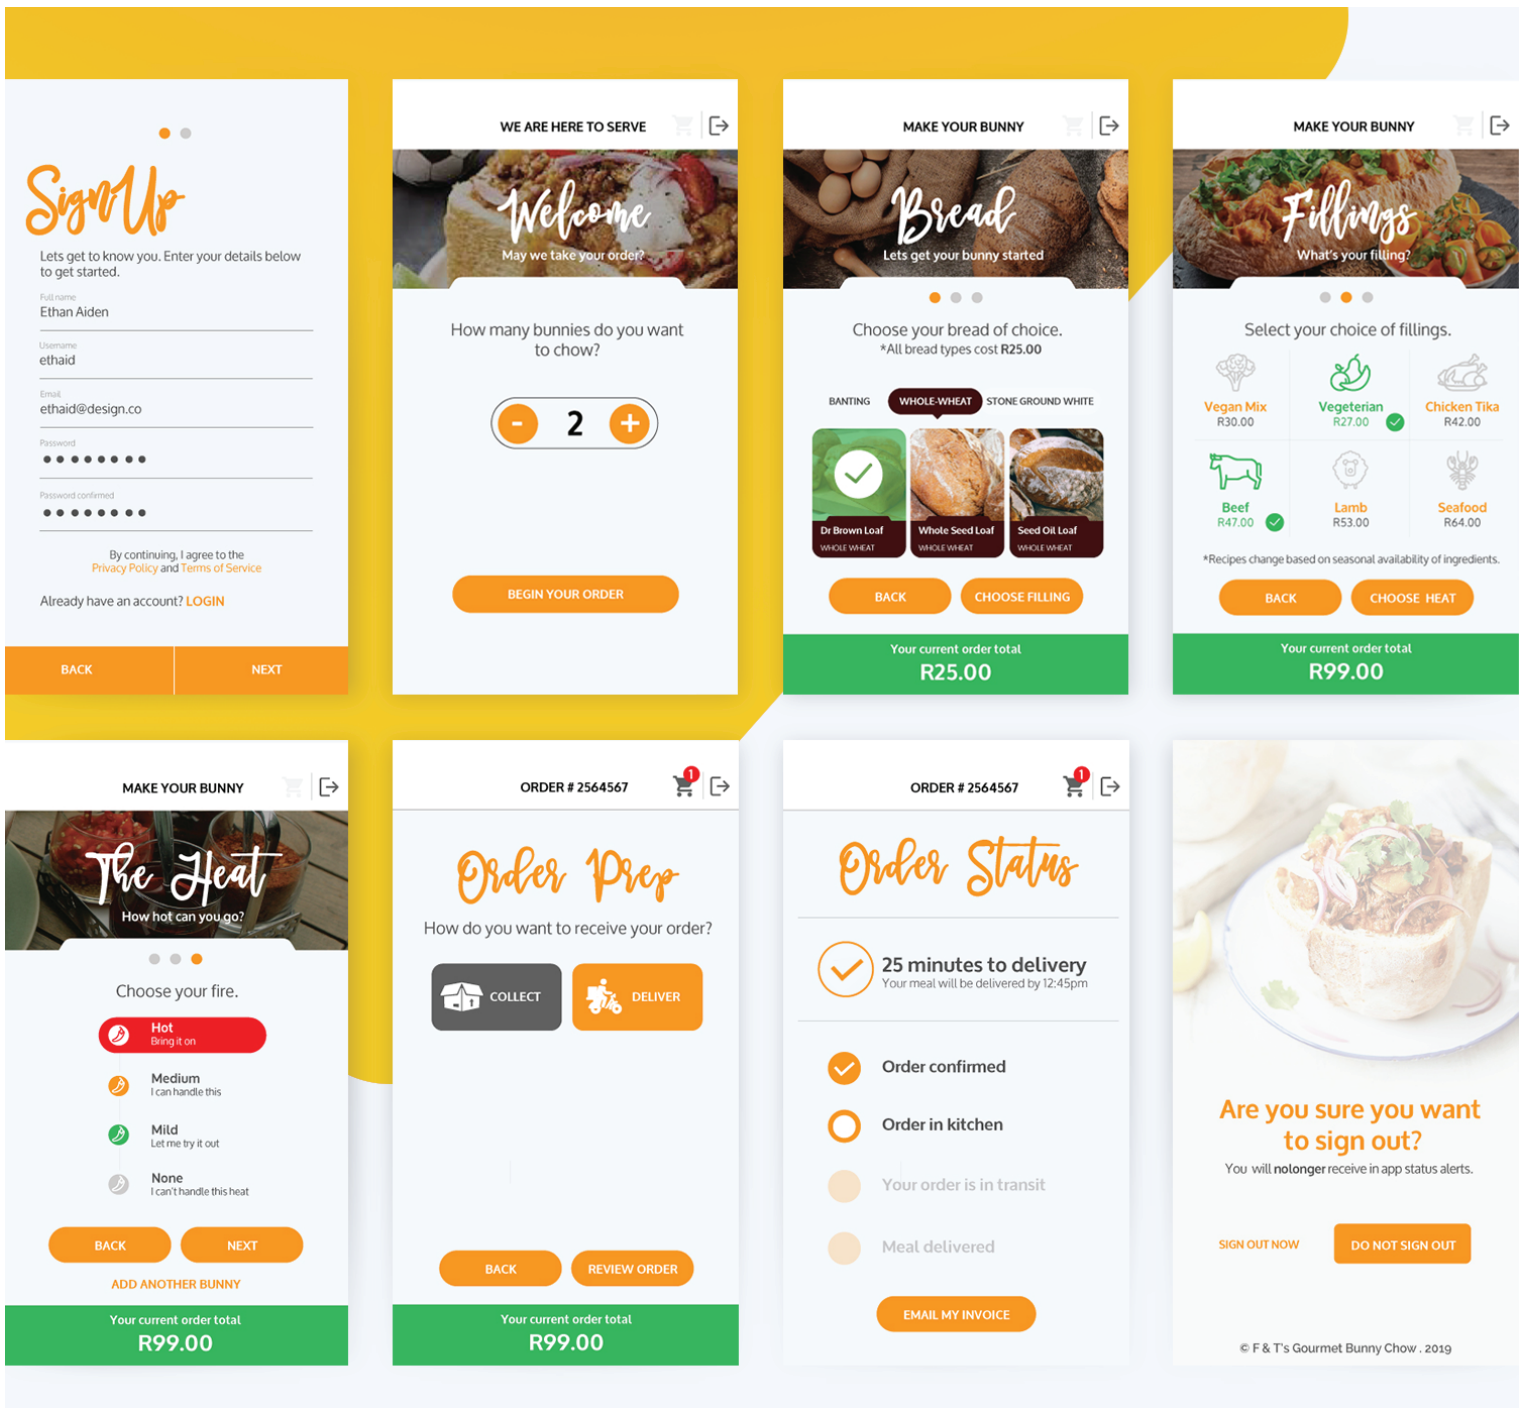 Sign Up
Lets get to know you. Enter your details below
to get started.
Full name
Ethan Aiden
Username
ethaid
Email
ethaid@design.co
Password
Password confirmed
By continuing, I agree to the
Privacy Policy and Terms of Service
Already have an account? LOGIN
BACK
NEXT
WE ARE HERE TO SERVE
Welcome
May we take your order?
How many bunnies do you want
to chow?
- 2 +
BEGIN YOUR ORDER
MAKE YOUR BUNNY
Bread
Lets get your bunny started
Choose your bread of choice.
*All bread types cost R25.00
BANTING
WHOLE-WHEAT
STONE GROUND WHITE
Dr Brown Loaf
WHOLE WHEAT
Whole Seed Loaf
WHOLE WHEAT
Seed Oil Loaf
WHOLE WHEAT
BACK
CHOOSE FILLING
Your current order total
R25.00
MAKE YOUR BUNNY
Fillings
What's your filling?
Select your choice of fillings.
Vegan Mix
R30.00
Vegeterian
R27.00
Chicken Tika
R42.00
Beef
R47.00
Lamb
R53.00
Seafood
R64.00
*Recipes change based on seasonal availability of ingredients.
BACK
CHOOSE HEAT
Your current order total
R99.00
MAKE YOUR BUNNY
The Heat
How hot can you go?
Choose your fire.
Hot
Bring it on
Medium
I can handle this
Mild
Let me try it out
None
I can't handle this heat
BACK
NEXT
ADD ANOTHER BUNNY
Your current order total
R99.00
ORDER # 2564567
1
Order Prep
How do you want to receive your order?
COLLECT
DELIVER
BACK
REVIEW ORDER
Your current order total
R99.00
ORDER # 2564567
1
Order Status
25 minutes to delivery
Your meal will be delivered by 12:45pm
Order confirmed
Order in kitchen
Your order is in transit
Meal delivered
EMAIL MY INVOICE
Are you sure you want
to sign out?
You will nolonger receive in app status alerts.
SIGN OUT NOW
DO NOT SIGN OUT
© F & T's Gourmet Bunny Chow . 2019